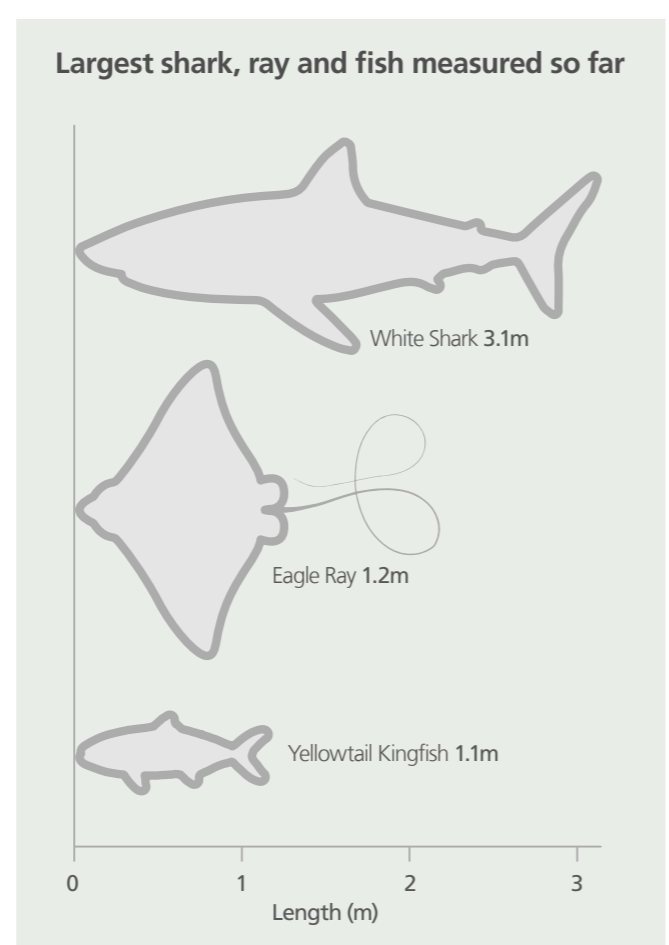 Largest shark, ray and fish measured so far
White Shark 3.1m
Eagle Ray 1.2m
Yellowtail Kingfish 1.1m
0 1 2 3
Length (m)